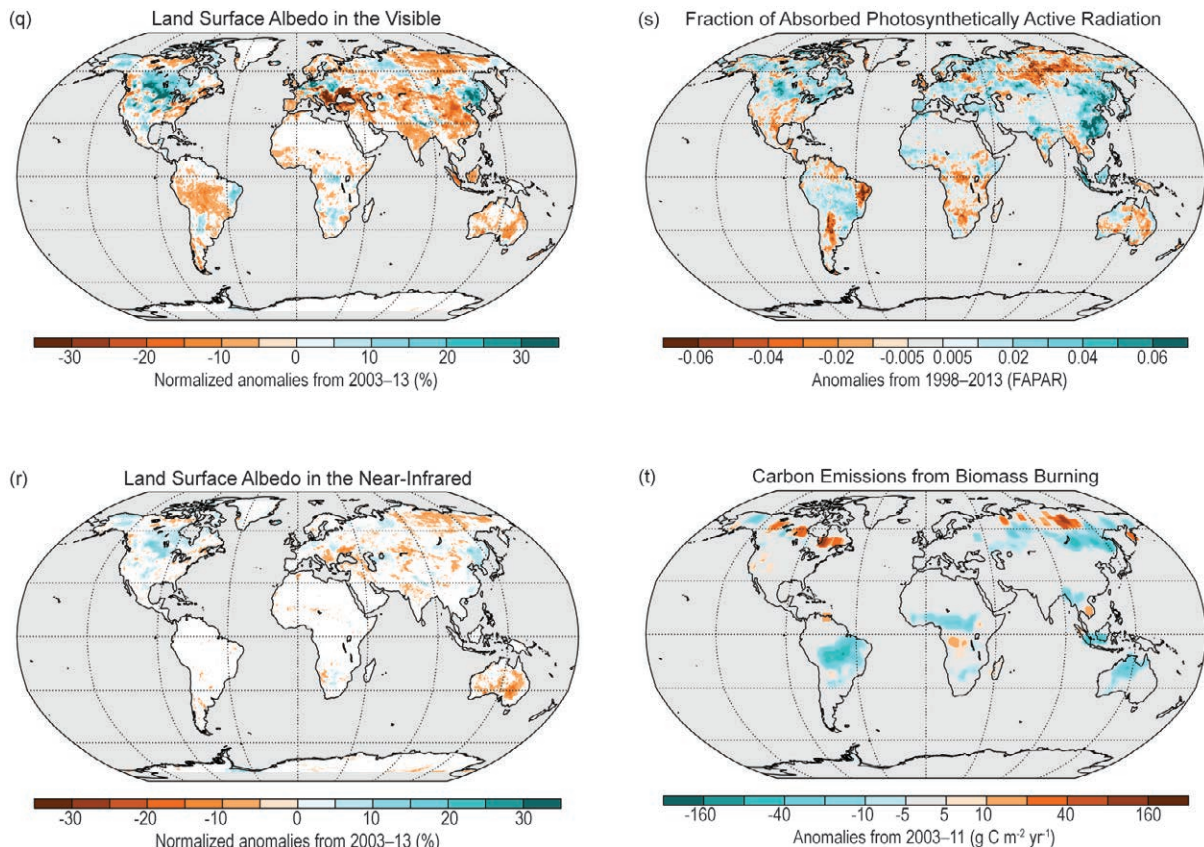 (q) Land Surface Albedo in the Visible
-30 -20 -10 0 10 20 30
Normalized anomalies from 2003–13 (%)
(s) Fraction of Absorbed Photosynthetically Active Radiation
-0.06 -0.04 -0.02 -0.005 0.005 0.02 0.04 0.06
Anomalies from 1998–2013 (FAPAR)
(r) Land Surface Albedo in the Near-Infrared
-30 -20 -10 0 10 20 30
Normalized anomalies from 2003–13 (%)
(t) Carbon Emissions from Biomass Burning
-160 -40 -10 -5 5 10 40 160
Anomalies from 2003–11 (g C m⁻² yr⁻¹)